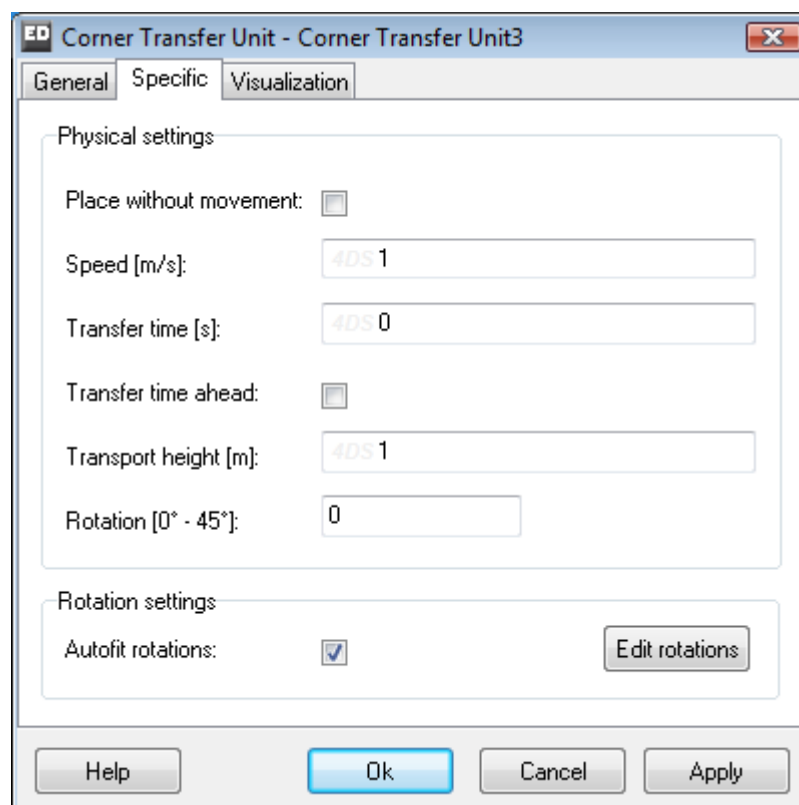 ED Corner Transfer Unit - Corner Transfer Unit3
General Specific Visualization
Physical settings
Place without movement:
Speed [m/s]: 4DS 1
Transfer time [s]: 4DS 0
Transfer time ahead:
Transport height [m]: 4DS 1
Rotation [0° - 45°]: 0
Rotation settings
Autofit rotations: Edit rotations
Help Ok Cancel Apply